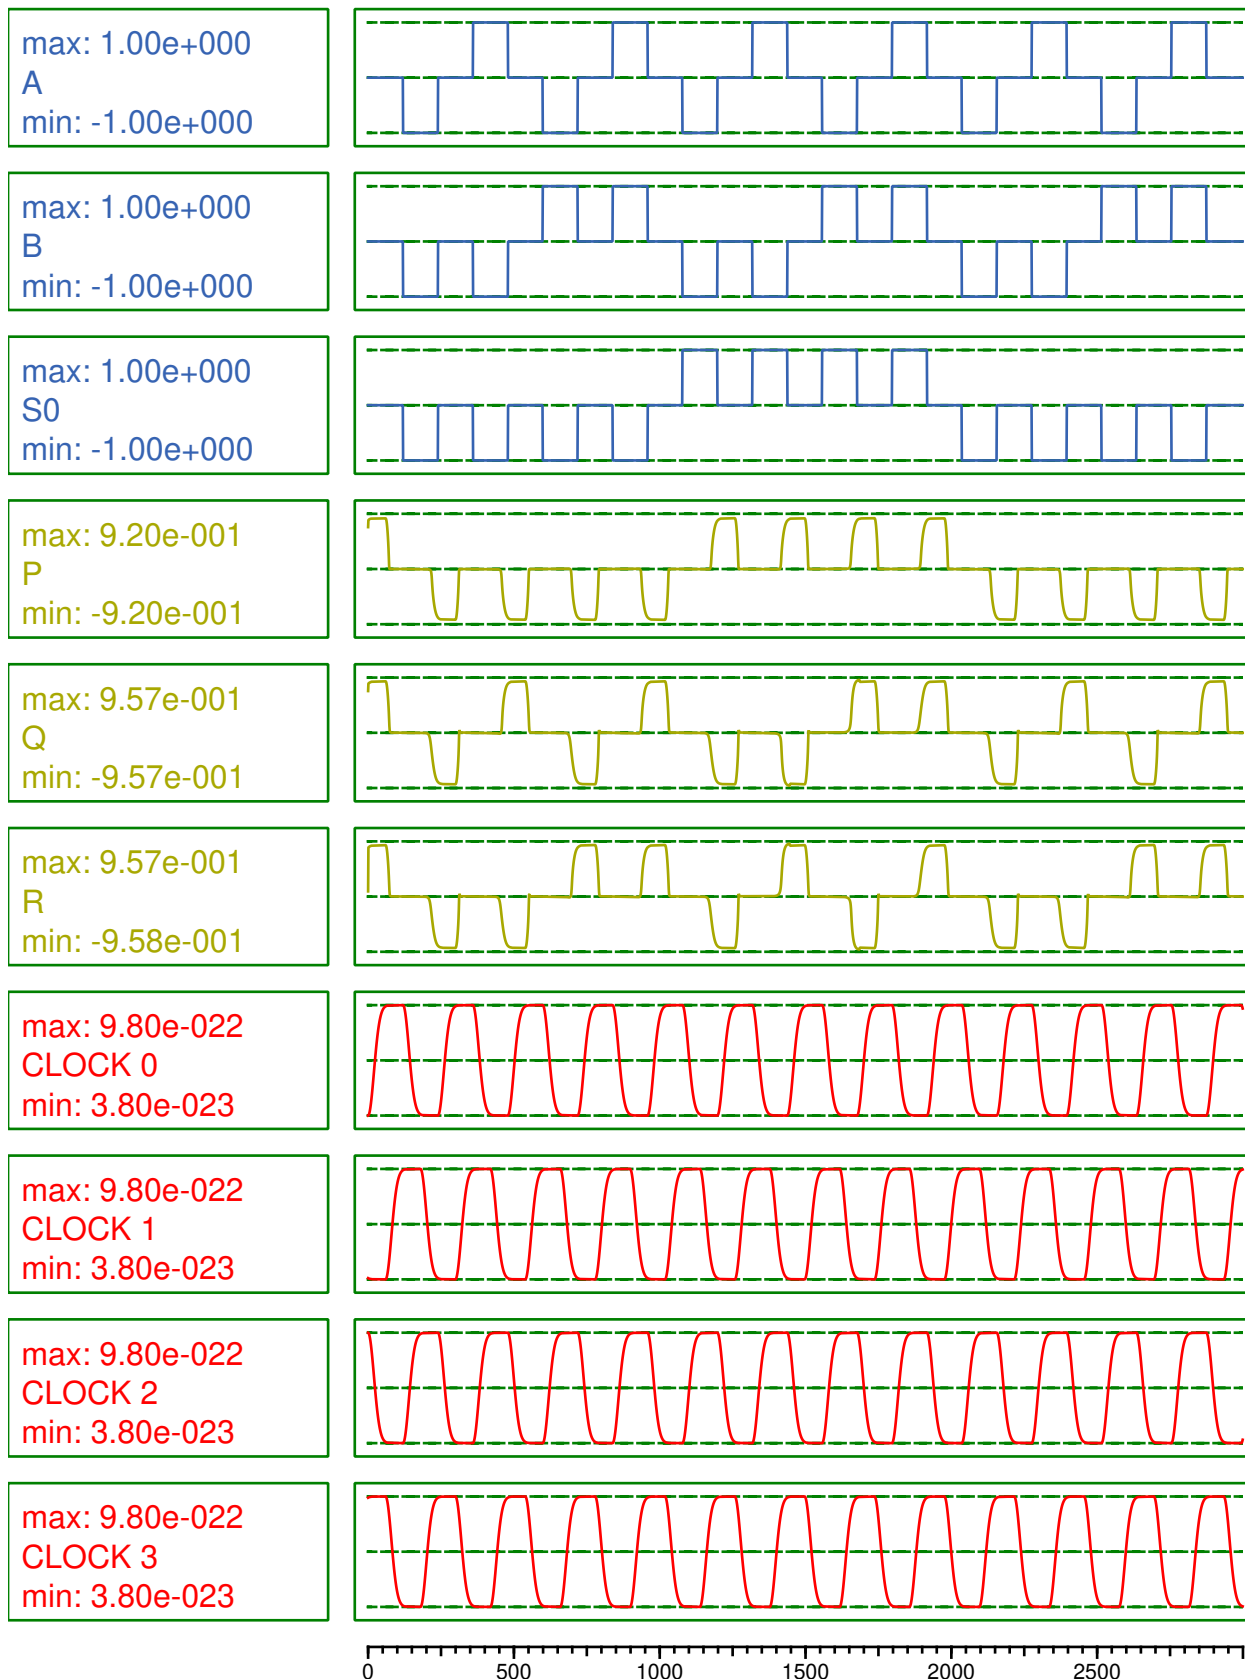 max: 1.00e+000
A
min: -1.00e+000
max: 1.00e+000
B
min: -1.00e+000
max: 1.00e+000
S0
min: -1.00e+000
max: 9.20e-001
P
min: -9.20e-001
max: 9.57e-001
Q
min: -9.57e-001
max: 9.57e-001
R
min: -9.58e-001
max: 9.80e-022
CLOCK 0
min: 3.80e-023
max: 9.80e-022
CLOCK 1
min: 3.80e-023
max: 9.80e-022
CLOCK 2
min: 3.80e-023
max: 9.80e-022
CLOCK 3
min: 3.80e-023
0 500 1000 1500 2000 2500